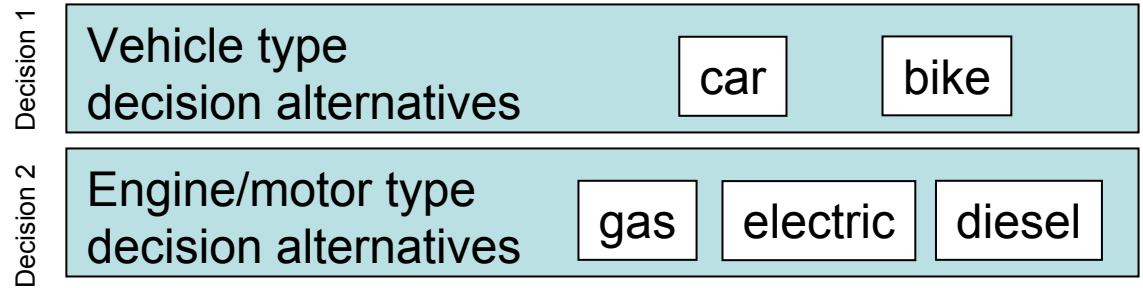 Decision 1
Vehicle type
decision alternatives
car
bike
Decision 2
Engine/motor type
decision alternatives
gas
electric
diesel